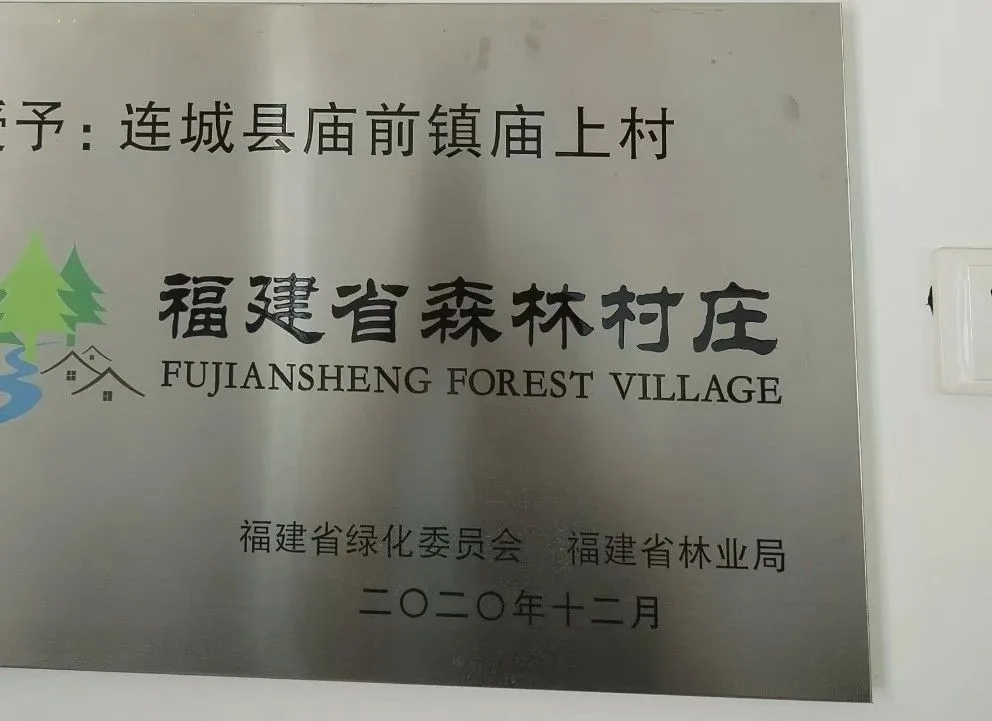 授予:连城县庙前镇庙上村
福建省森林村庄
FUJIANSHENG FOREST VILLAGE
福建省绿化委员会 福建省林业局
二〇二〇年十二月